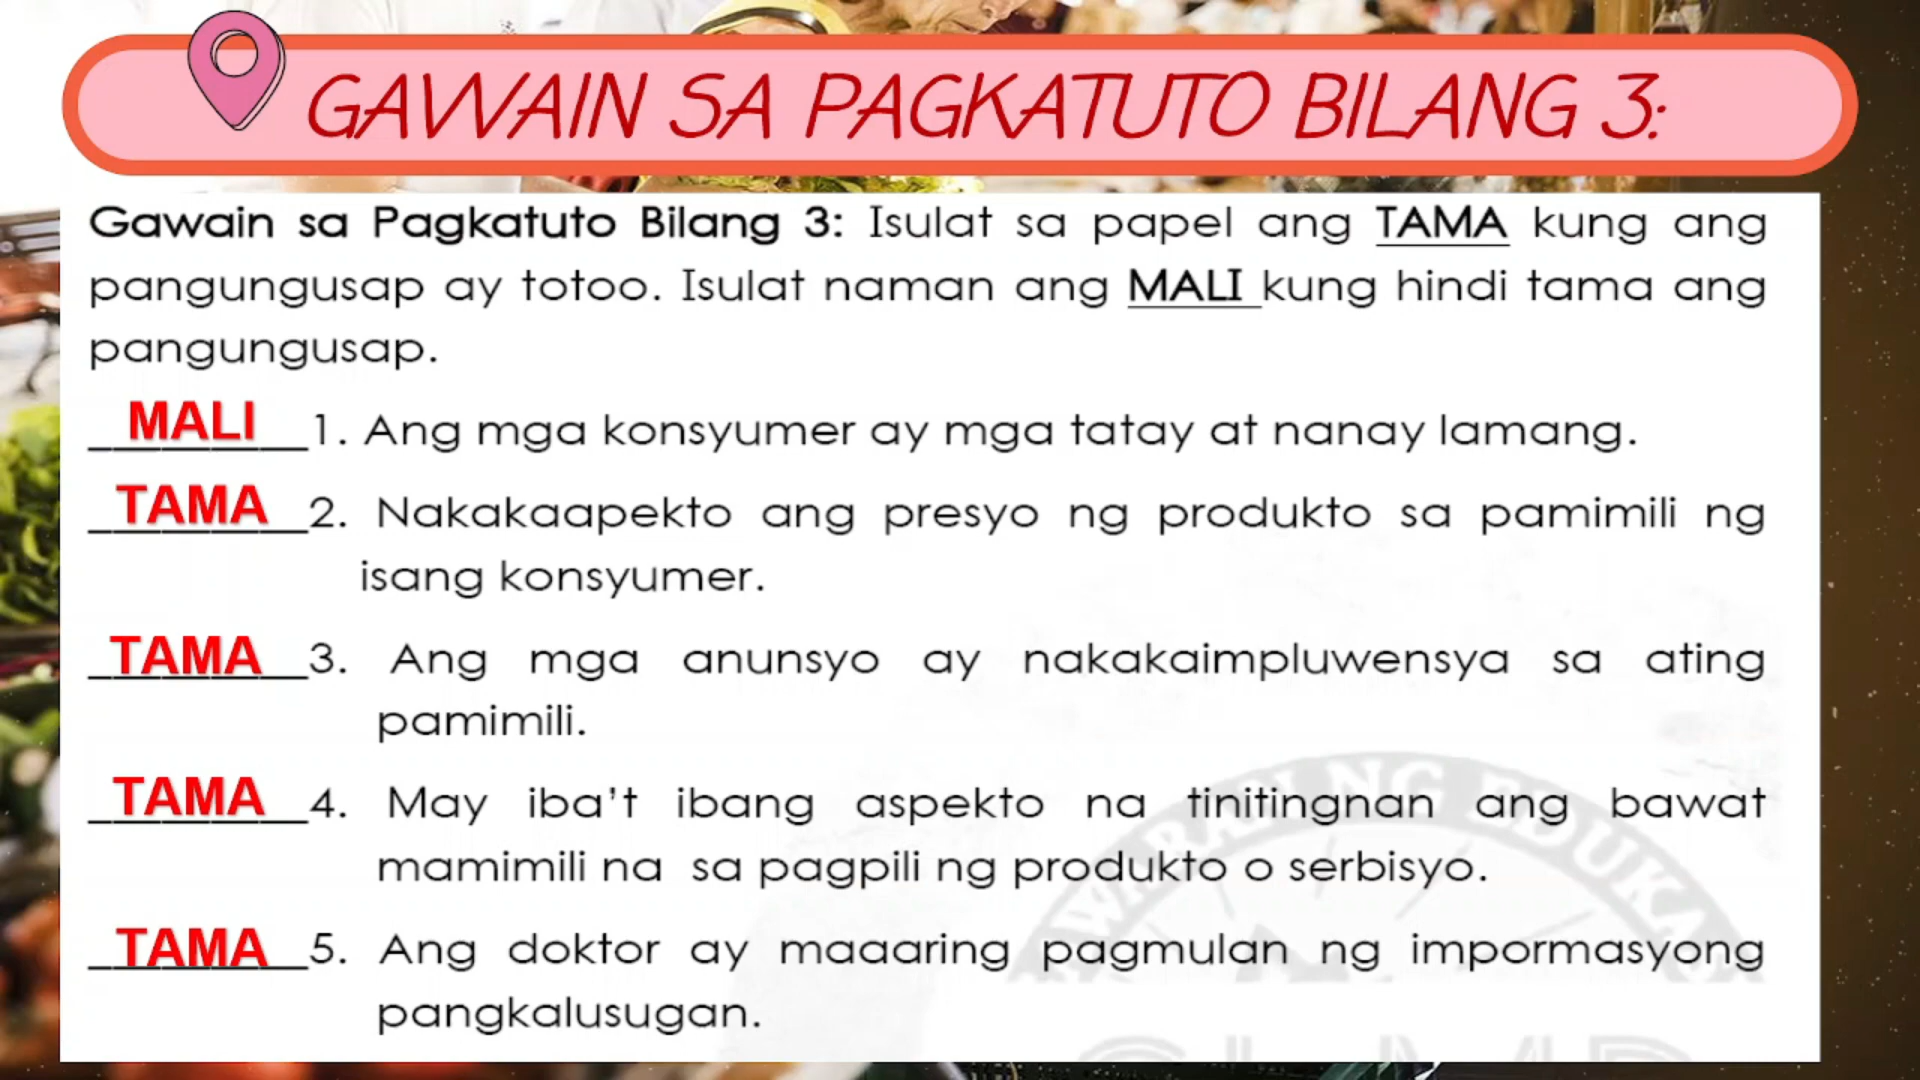 GAWAIN SA PAGKATUTO BILANG 3:
Gawain sa Pagkatuto Bilang 3: Isulat sa papel ang TAMA kung ang
pangungusap ay totoo. Isulat naman ang MALI kung hindi tama ang
pangungusap.
MALI 1. Ang mga konsyumer ay mga tatay at nanay lamang.
TAMA 2. Nakakaapekto ang presyo ng produkto sa pamimili ng
isang konsyumer.
TAMA 3. Ang mga anunsyo ay nakakaimpluwensya sa ating
pamimili.
TAMA 4. May iba't ibang aspekto na tinitingnan ang bawat
mamimili na sa pagpili ng produkto o serbisyo.
TAMA 5. Ang doktor ay maaaring pagmulan ng impormasyong
pangkalusugan.